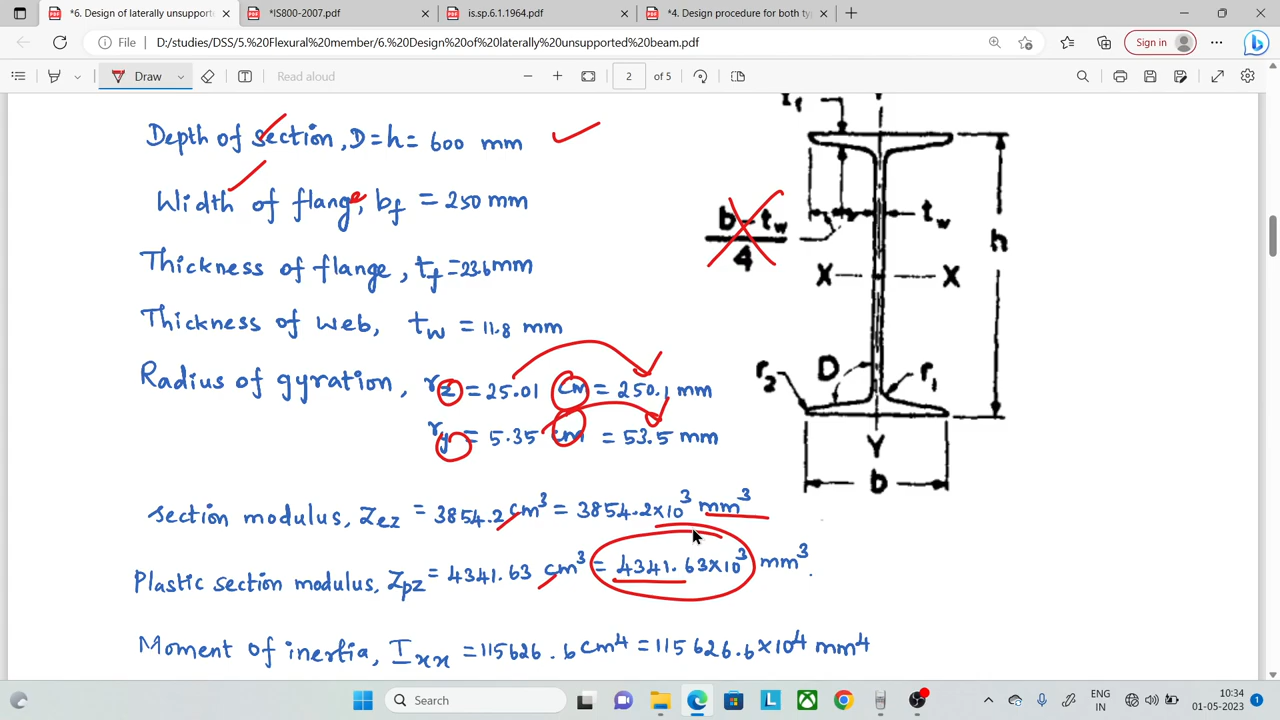 *6. Design of laterally unsupporte
*IS800-2007.pdf
is.sp.6.1.1964.pdf
*4. Design procedure for both ty
File
D:/studies/DSS/5.%20Flexural%20member/6.%20Design%20of%20laterally%20unsupported%20beam.pdf
Sign in
Draw
Read aloud
2 of 5
Depth of section, D = h = 600 mm
Width of flange, bf = 250 mm
Thickness of flange, tf = 23.6mm
Thickness of web, tw = 11.8 mm
Radius of gyration, rz = 25.01 cm = 250.1 mm
ry = 5.35 cm = 53.5 mm
section modulus, Zez = 3854.2 cm³ = 3854.2×10³ mm³
Plastic section modulus, Zpz = 4341.63 cm³ = 4341.63×10³ mm³.
Moment of inertia, Ixx = 115626.6 cm⁴ = 115626.6×10⁴ mm⁴
b-tw
4
tw
h
X X
r2 D r1
Y
b
Search
ENG
IN
10:34
01-05-2023